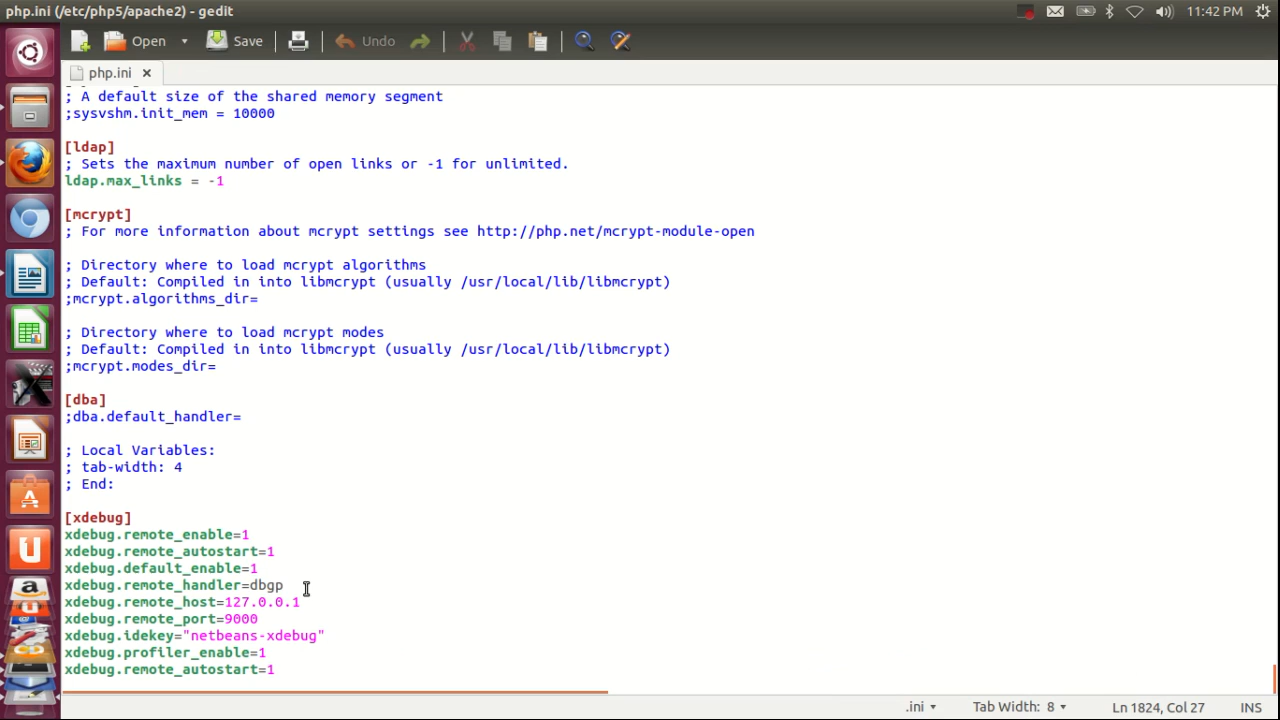 php.ini (/etc/php5/apache2) - gedit
11:42 PM
Open
Save
Undo
php.ini
; A default size of the shared memory segment
;sysvshm.init_mem = 10000
[ldap]
; Sets the maximum number of open links or -1 for unlimited.
ldap.max_links = -1
[mcrypt]
; For more information about mcrypt settings see http://php.net/mcrypt-module-open
; Directory where to load mcrypt algorithms
; Default: Compiled in into libmcrypt (usually /usr/local/lib/libmcrypt)
;mcrypt.algorithms_dir=
; Directory where to load mcrypt modes
; Default: Compiled in into libmcrypt (usually /usr/local/lib/libmcrypt)
;mcrypt.modes_dir=
[dba]
;dba.default_handler=
; Local Variables:
; tab-width: 4
; End:
[xdebug]
xdebug.remote_enable=1
xdebug.remote_autostart=1
xdebug.default_enable=1
xdebug.remote_handler=dbgp
xdebug.remote_host=127.0.0.1
xdebug.remote_port=9000
xdebug.idekey="netbeans-xdebug"
xdebug.profiler_enable=1
xdebug.remote_autostart=1
.ini
Tab Width: 8
Ln 1824, Col 27
INS